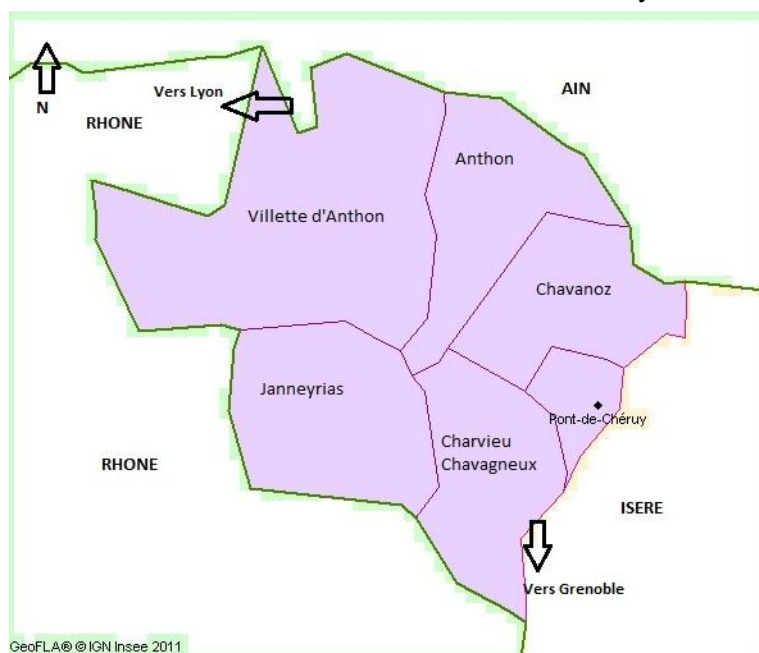 Vers Lyon
N
RHONE
AIN
Anthon
Villette d'Anthon
Chavanoz
Janneyrias
Pont-de-Chéruy
Charvieu
Chavagneux
RHONE
ISERE
Vers Grenoble
GeoFLA® © IGN Insee 2011